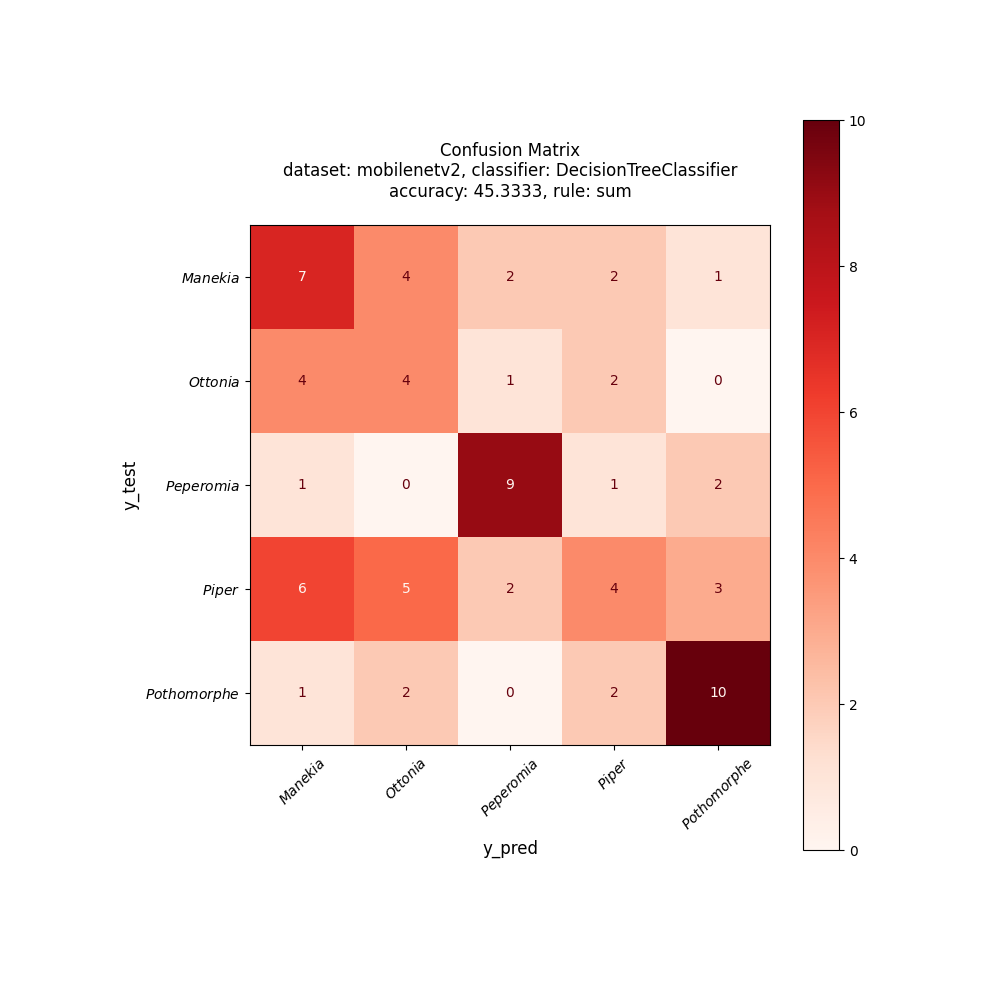 Confusion Matrix
dataset: mobilenetv2, classifier: DecisionTreeClassifier
accuracy: 45.3333, rule: sum
Manekia 7 4 2 2 1
Ottonia 4 4 1 2 0
Peperomia 1 0 9 1 2
Piper 6 5 2 4 3
Pothomorphe 1 2 0 2 10
y_test
Manekia Ottonia Peperomia Piper Pothomorphe
y_pred
10
8
6
4
2
0